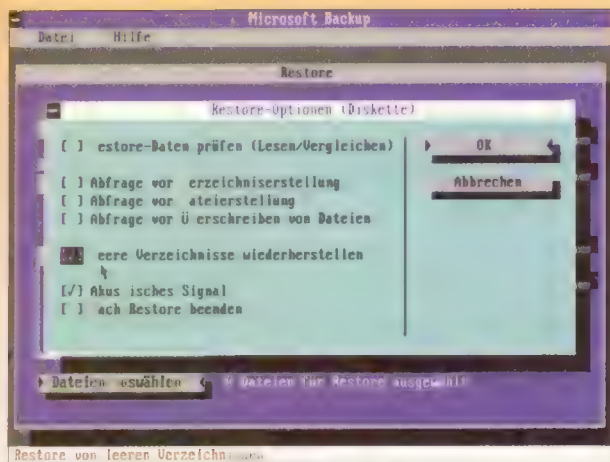 Microsoft Backup
Datei Hilfe
Restore
Restore-Optionen (Diskette)
[ ] estore-Daten prüfen (Lesen/Vergleichen)
OK
[ ] Abfrage vor erzeichniserstellung
Abbrechen
[ ] Abfrage vor ateierstellung
[ ] Abfrage vor Ü erschreiben von Dateien
eere Verzeichnisse wiederherstellen
[√] Akus isches Signal
[ ] ach Restore beenden
Dateien uswählen
Dateien für Restore ausgewählt
Restore von leeren